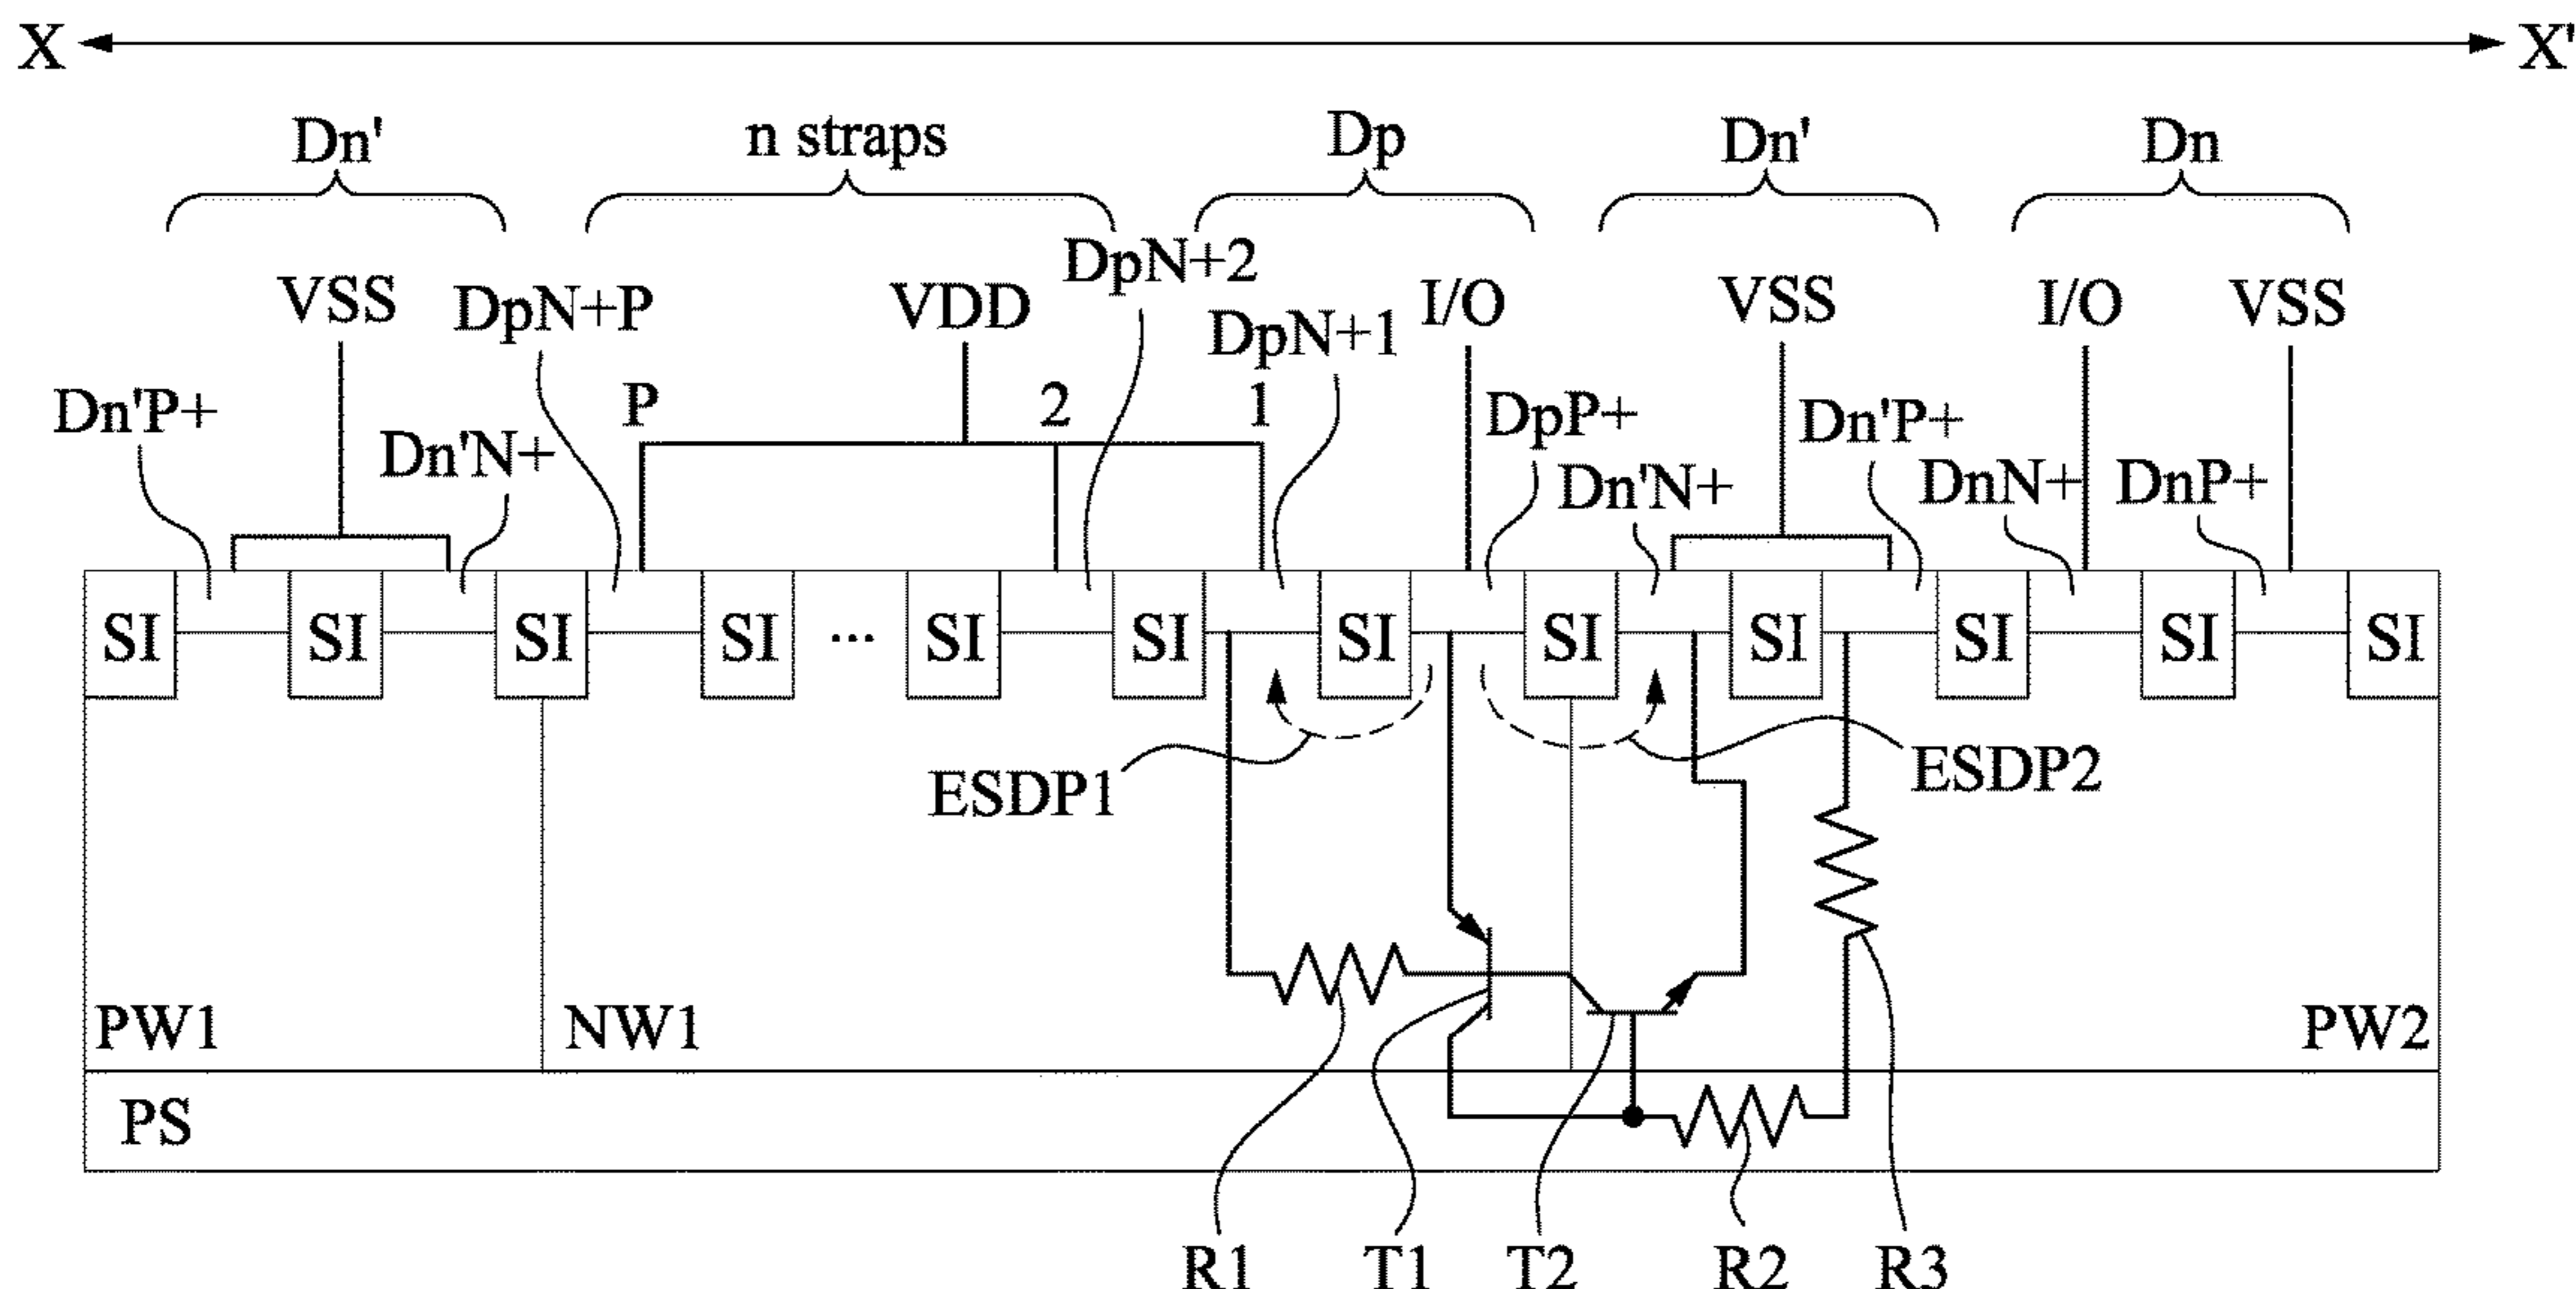 X X'
Dn' n straps Dp Dn' Dn
VSS DpN+P VDD DpN+2 DpN+1 I/O VSS I/O VSS
Dn'P+ Dn'N+ P 2 1 DpP+ Dn'N+ Dn'P+ DnN+ DnP+
SI SI SI SI ... SI SI SI SI SI SI SI SI
ESDP1 ESDP2
PW1 NW1 PW2
PS
R1 T1 T2 R2 R3